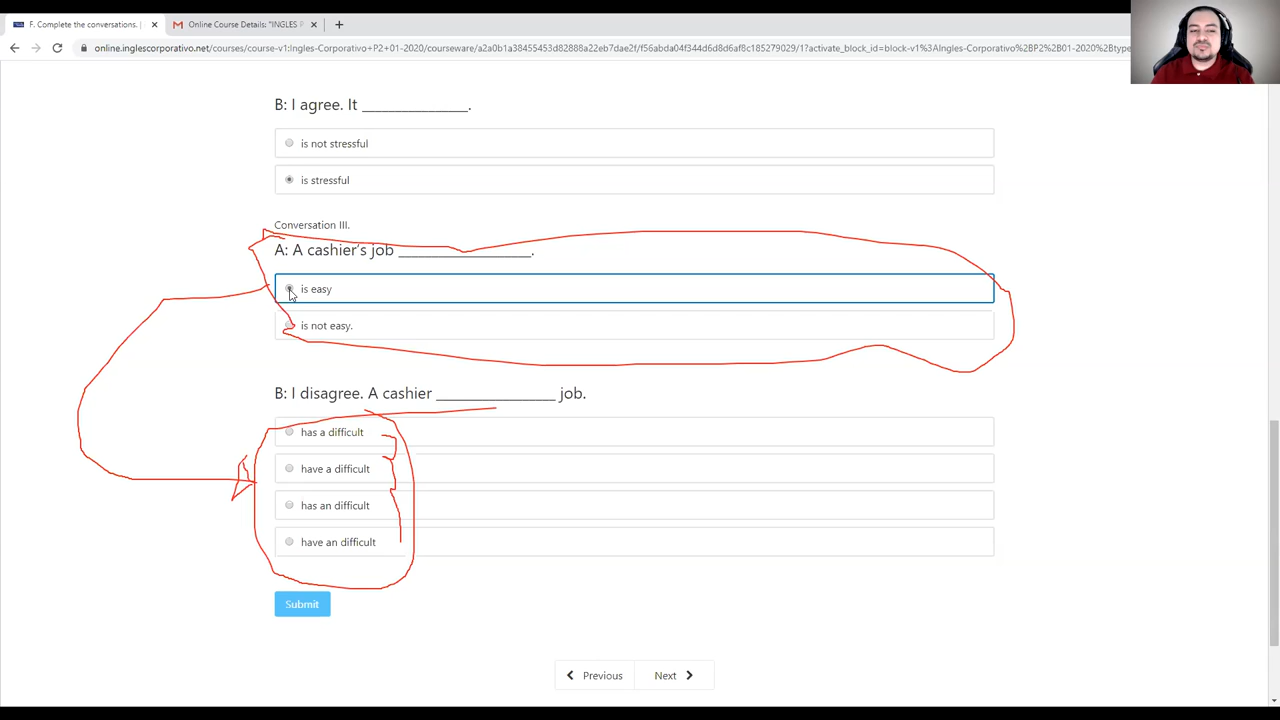 F. Complete the conversations. |
Online Course Details: "INGLES P
online.inglescorporativo.net/courses/course-v1:Ingles-Corporativo+P2+01-2020/courseware/a2a0b1a88455453d82888a22eb7dae2f/f56abda04f344d6d8d6af8c185279029/1?activate_block_id=block-v1%3AIngles-Corporativo%2BP2%2B01-2020%2Btype
B: I agree. It _______________.
is not stressful
is stressful
Conversation III.
A: A cashier's job ___________________.
is easy
is not easy.
B: I disagree. A cashier _________________ job.
has a difficult
have a difficult
has an difficult
have an difficult
Submit
Previous
Next